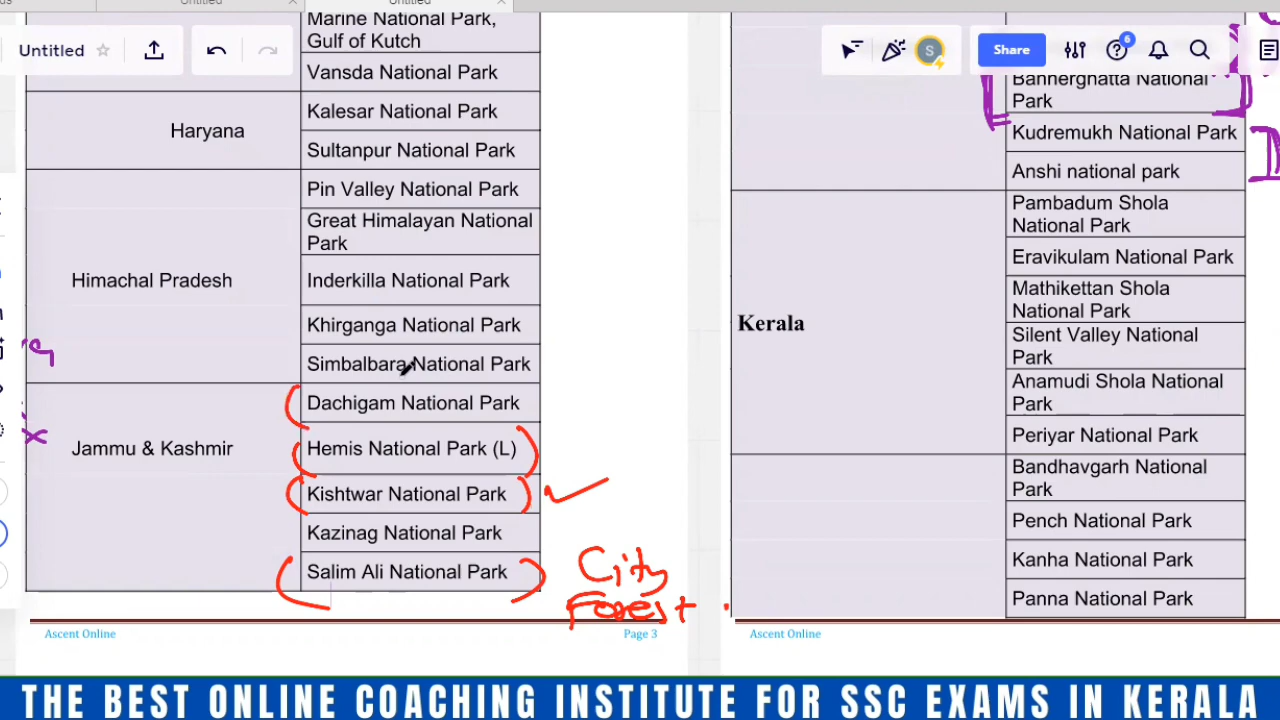 Untitled
Untitled
Untitled
Marine National Park,
Gulf of Kutch
Vansda National Park
Haryana
Kalesar National Park
Sultanpur National Park
Himachal Pradesh
Pin Valley National Park
Great Himalayan National
Park
Inderkilla National Park
Khirganga National Park
Simbalbara National Park
Jammu & Kashmir
Dachigam National Park
Hemis National Park (L)
Kishtwar National Park
Kazinag National Park
Salim Ali National Park
City
Forest
Ascent Online
Page 3
S
Share
6
Bannerghatta National
Park
Kudremukh National Park
Anshi national park
Kerala
Pambadum Shola
National Park
Eravikulam National Park
Mathikettan Shola
National Park
Silent Valley National
Park
Anamudi Shola National
Park
Periyar National Park
Bandhavgarh National
Park
Pench National Park
Kanha National Park
Panna National Park
Ascent Online
THE BEST ONLINE COACHING INSTITUTE FOR SSC EXAMS IN KERALA